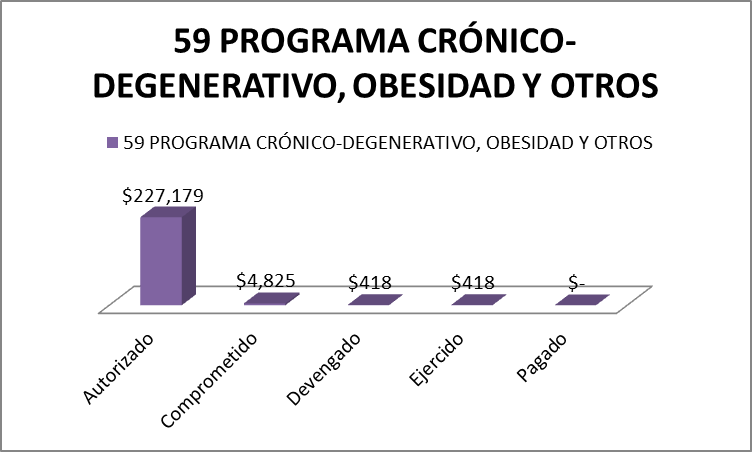 59 PROGRAMA CRÓNICO-
DEGENERATIVO, OBESIDAD Y OTROS
59 PROGRAMA CRÓNICO-DEGENERATIVO, OBESIDAD Y OTROS
$227,179
$4,825
$418
$418
$-
Autorizado
Comprometido
Devengado
Ejercido
Pagado